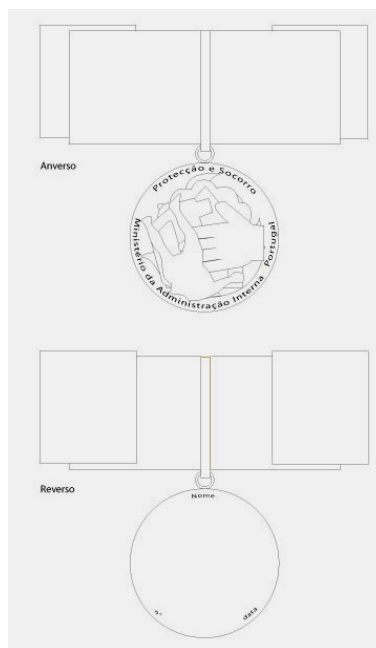 Anverso
Protecção e Socorro
Ministério da Administração Interna Portugal
Reverso
Nome
nº
data